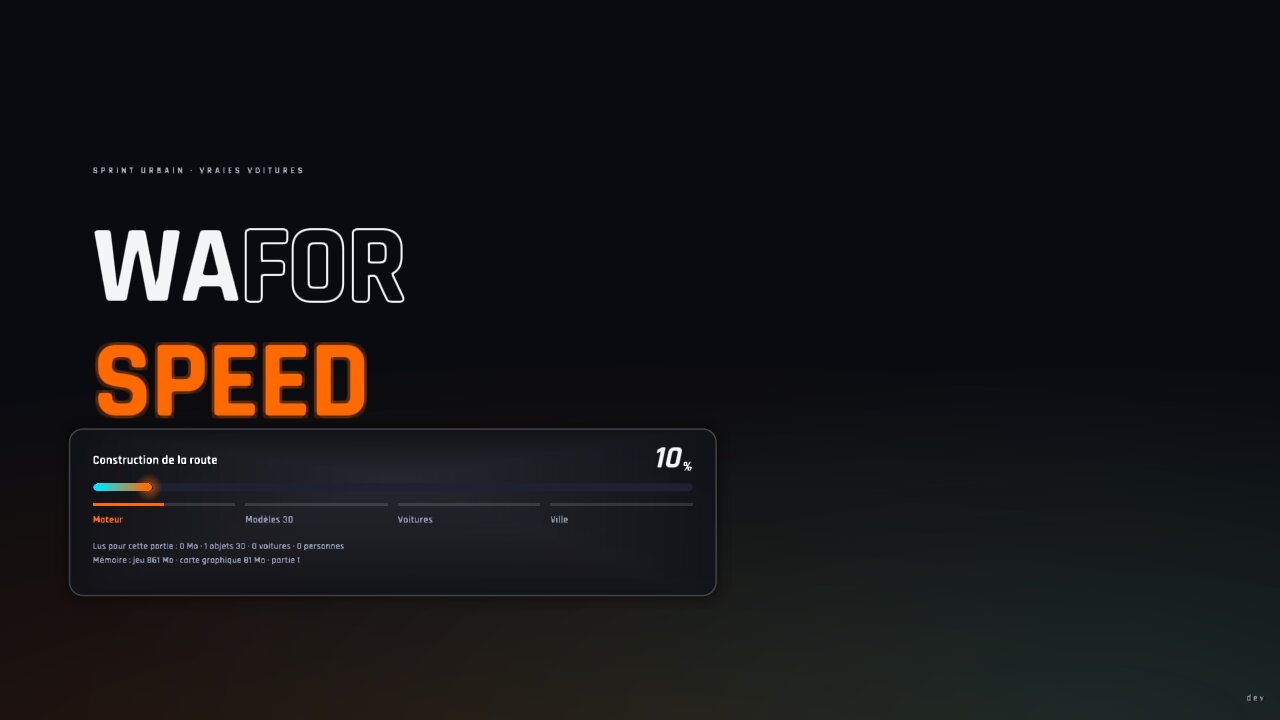 SPRINT URBAIN · VRAIES VOITURES
WAFOR
SPEED
Construction de la route
10%
Moteur
Modèles 3D
Voitures
Ville
Lus pour cette partie : 0 Mo · 1 objets 3D · 0 voitures · 0 personnes
Mémoire : jeu 861 Mo · carte graphique 81 Mo · partie 1
dev